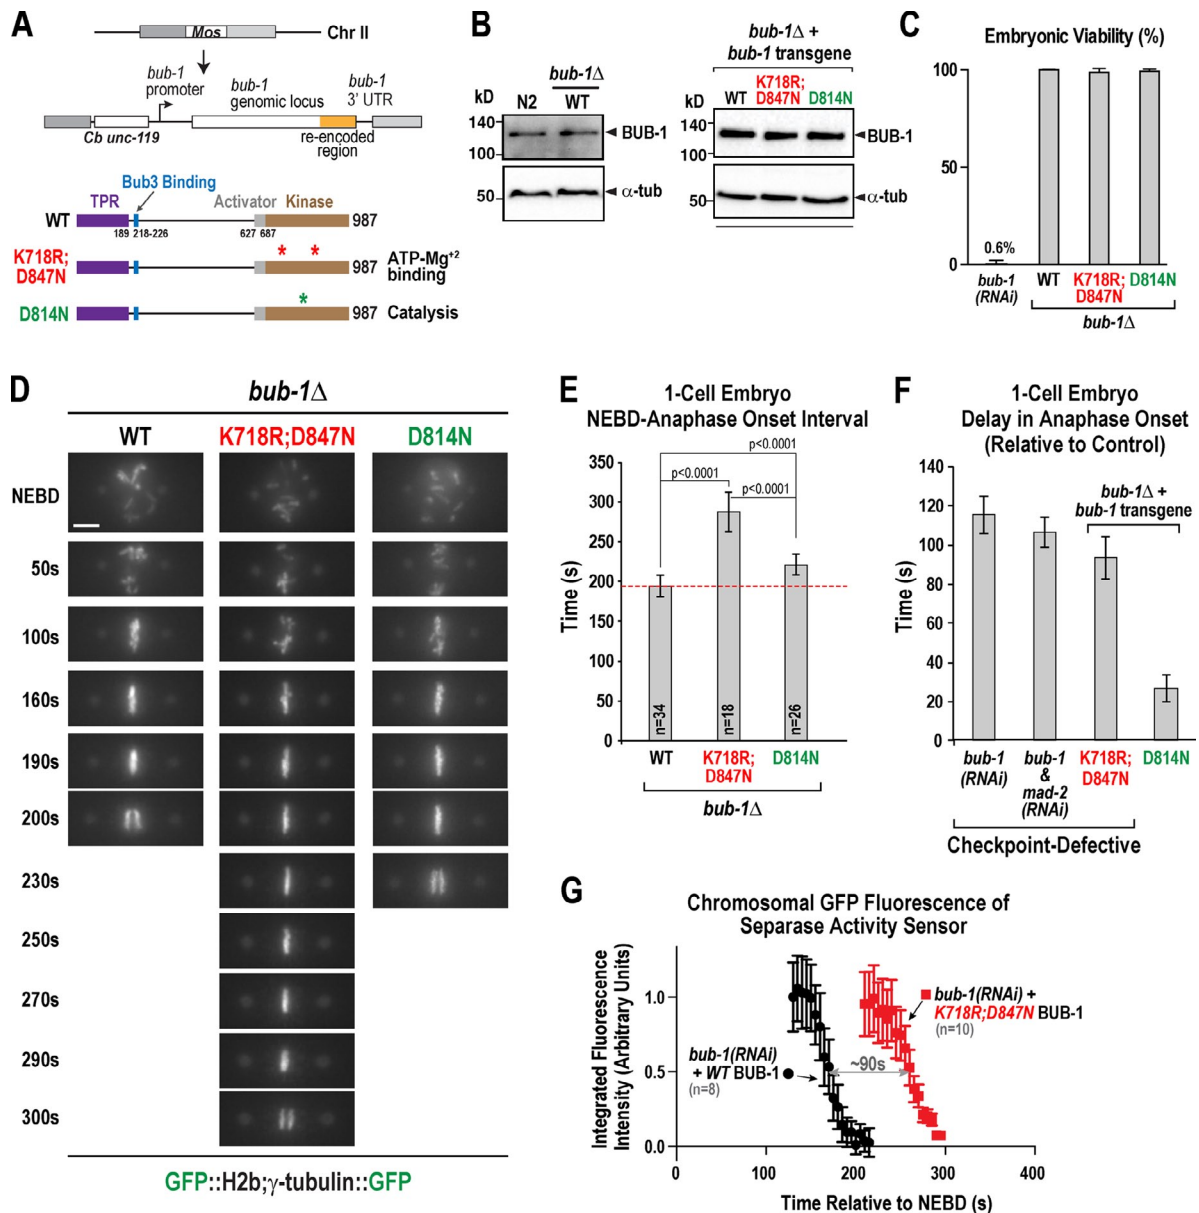 A
Mos
Chr II
bub-1
promoter
bub-1
genomic locus
bub-1
3' UTR
Cb unc-119
re-encoded
region
Bub3 Binding
TPR
Activator
Kinase
WT
987
189 218-226
627 687
K718R;
D847N
987
ATP-Mg+2
binding
D814N
987
Catalysis
B
bub-1Δ
kD
N2
WT
140
100
BUB-1
50
α-tub
bub-1Δ +
bub-1 transgene
kD
WT
K718R;
D847N
D814N
140
100
BUB-1
50
α-tub
C
Embryonic Viability (%)
100
80
60
40
20
0
0.6%
bub-1
(RNAi)
WT
K718R;
D847N
D814N
bub-1Δ
D
bub-1Δ
WT
K718R;D847N
D814N
NEBD
50s
100s
160s
190s
200s
230s
250s
270s
290s
300s
GFP::H2b;γ-tubulin::GFP
E
1-Cell Embryo
NEBD-Anaphase Onset Interval
p<0.0001
p<0.0001
p<0.0001
Time (s)
350
300
250
200
150
100
50
0
n=34
n=18
n=26
WT
K718R;
D847N
D814N
bub-1Δ
F
1-Cell Embryo
Delay in Anaphase Onset
(Relative to Control)
Time (s)
140
120
100
80
60
40
20
0
bub-1Δ +
bub-1 transgene
bub-1
(RNAi)
bub-1
&
mad-2
(RNAi)
K718R;
D847N
D814N
Checkpoint-Defective
G
Chromosomal GFP Fluorescence of
Separase Activity Sensor
Integrated Fluorescence
Intensity (Arbitrary Units)
1.0
0.5
0.0
bub-1(RNAi)
+ WT BUB-1
(n=8)
~90s
bub-1(RNAi) +
K718R;D847N BUB-1
(n=10)
0
100
200
300
400
Time Relative to NEBD (s)